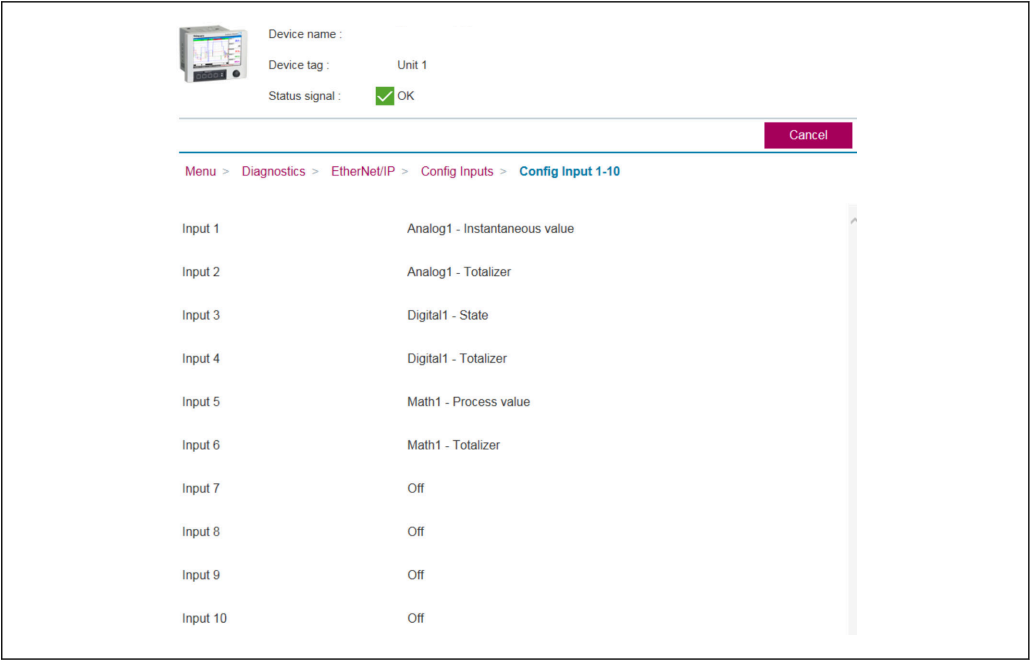 Device name :
Device tag : Unit 1
Status signal : OK
Cancel
Menu > Diagnostics > EtherNet/IP > Config Inputs > Config Input 1-10
Input 1 Analog1 - Instantaneous value
Input 2 Analog1 - Totalizer
Input 3 Digital1 - State
Input 4 Digital1 - Totalizer
Input 5 Math1 - Process value
Input 6 Math1 - Totalizer
Input 7 Off
Input 8 Off
Input 9 Off
Input 10 Off